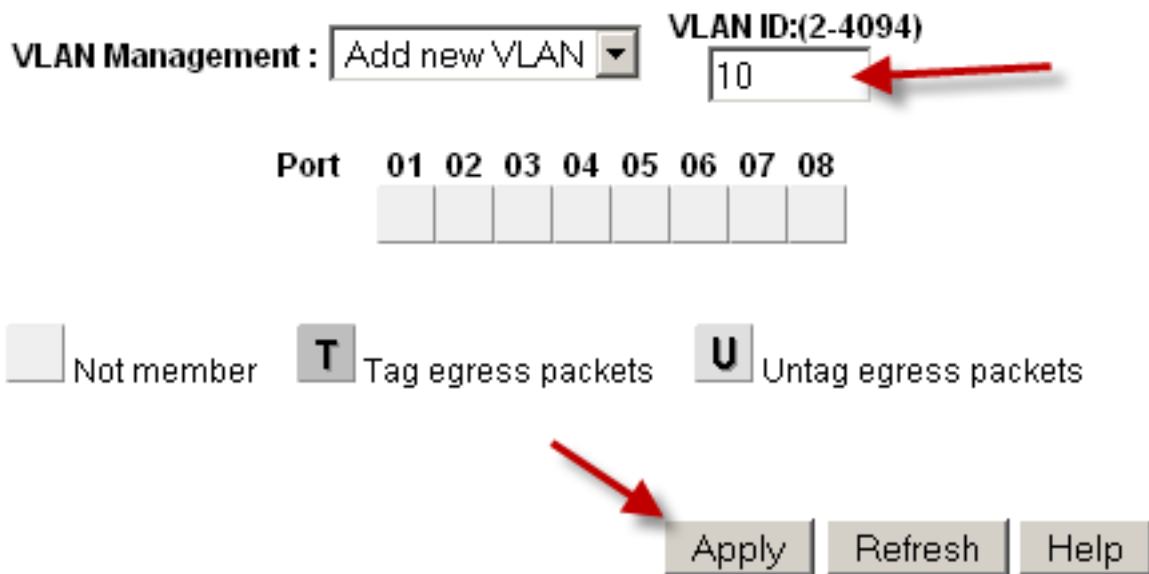 VLAN Management : Add new VLAN VLAN ID:(2-4094)
10
Port 01 02 03 04 05 06 07 08
Not member T Tag egress packets U Untag egress packets
Apply Refresh Help